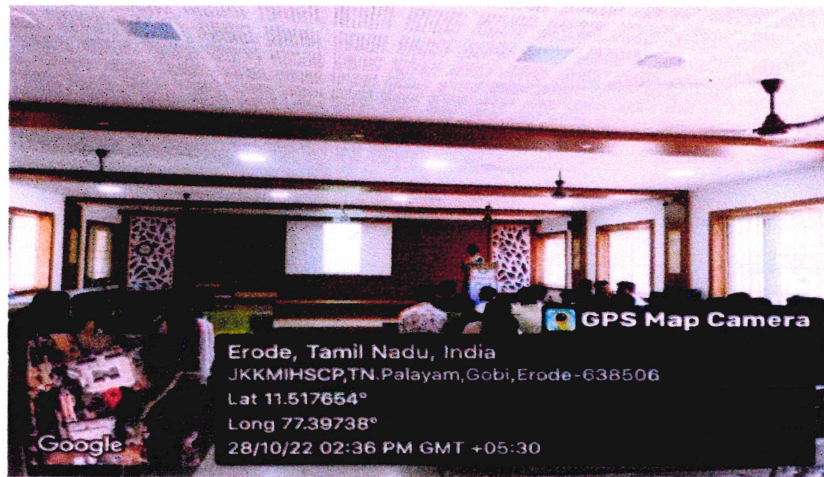 GPS Map Camera
Erode, Tamil Nadu, India
JKKMIHSCP,TN.Palayam,Gobi,Erode-638506
Lat 11.517654°
Long 77.39738°
28/10/22 02:36 PM GMT +05:30
Google